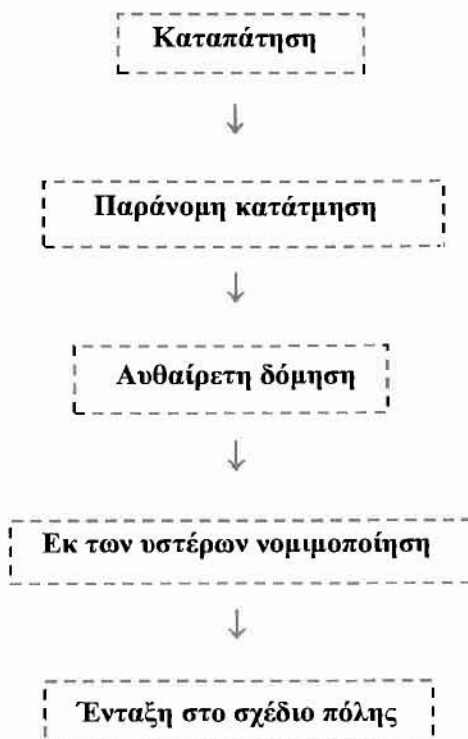 Καταπάτηση
↓
Παράνομη κατάτμηση
↓
Αυθαίρετη δόμηση
↓
Εκ των υστέρων νομιμοποίηση
↓
Ένταξη στο σχέδιο πόλης